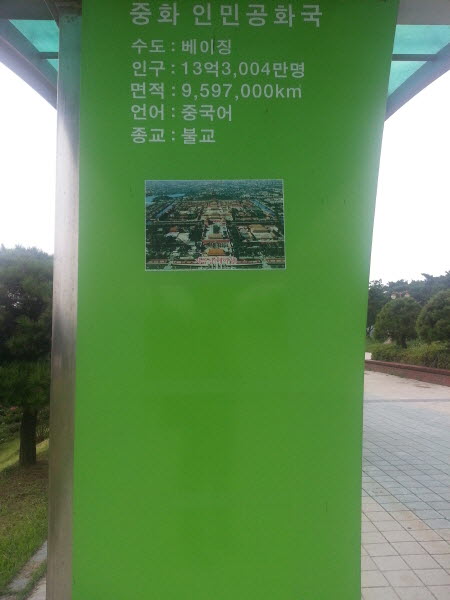 중화 인민공화국
수도 : 베이징
인구 : 13억3,004만명
면적 : 9,597,000km
언어 : 중국어
종교 : 불교